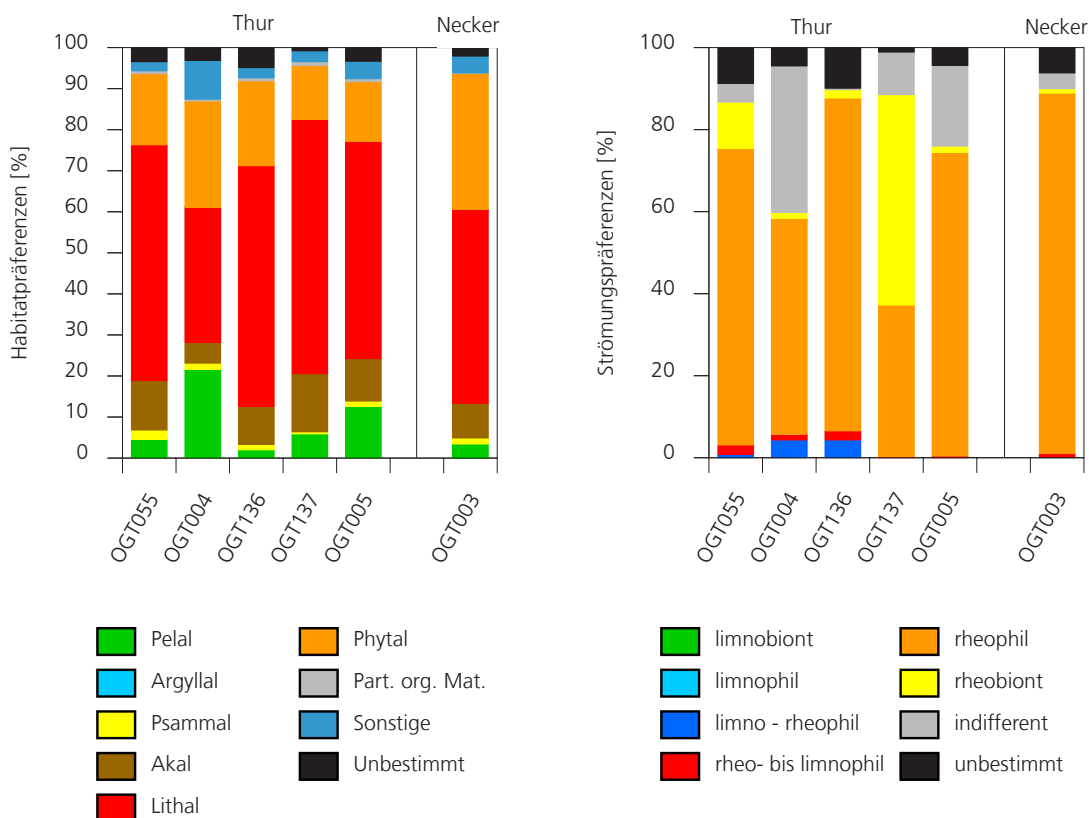 Thur
Necker
Habitatpräferenzen [%]
100
90
80
70
60
50
40
30
20
10
0
OGT055
OGT004
OGT136
OGT137
OGT005
OGT003
Pelal
Argyllal
Psammal
Akal
Lithal
Phytal
Part. org. Mat.
Sonstige
Unbestimmt
Thur
Necker
Strömungspräferenzen [%]
100
80
60
40
20
0
OGT055
OGT004
OGT136
OGT137
OGT005
OGT003
limnobiont
limnophil
limno - rheophil
rheo- bis limnophil
rheophil
rheobiont
indifferent
unbestimmt